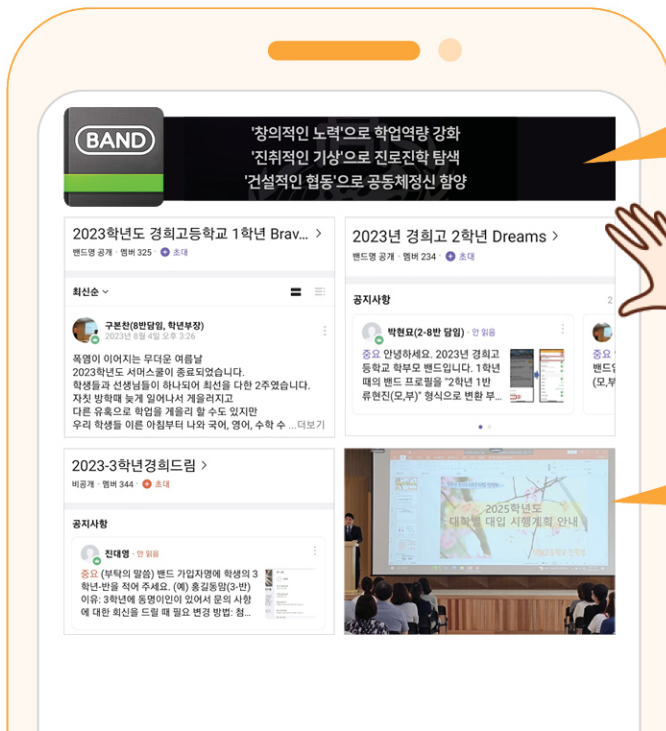 BAND
'창의적인 노력'으로 학업역량 강화
'진취적인 기상'으로 진로진학 탐색
'건설적인 협동'으로 공동체정신 함양
2023학년도 경희고등학교 1학년 Brav... >
밴드명 공개 · 멤버 325 · 초대
최신순
구본찬(8반담임, 학년부장)
2023년 8월 4일 오후 3:26
폭염이 이어지는 무더운 여름날
2023학년도 서머스쿨이 종료되었습니다.
학생들과 선생님들이 하나되어 최선을 다한 2주였습니다.
자칫 방학때 늦게 일어나서 게을러지고
다른 유혹으로 학업을 게을리 할 수도 있지만
우리 학생들 이른 아침부터 나와 국어, 영어, 수학 수 ...더보기
2023년 경희고 2학년 Dreams >
밴드명 공개 · 멤버 234 · 초대
공지사항
2
박현묘(2-8반 담임) · 안 읽음
중요 안녕하세요. 2023년 경희고
등학교 학부모 밴드입니다. 1학년
때의 밴드 프로필을 "2학년 1반
류현진(모,부)" 형식으로 변환 부...
중요
밴드
(모,부
2023-3학년경희드림 >
비공개 · 멤버 344 · 초대
공지사항
진대영 · 안 읽음
중요 (부탁의 말씀) 밴드 가입자명에 학생의 3
학년-반을 적어 주세요. (예) 홍길동맘(3-반)
이유: 3학년에 동명이인이 있어서 문의 사항
에 대한 회신을 드릴 때 필요 변경 방법: 첨...
2025학년도
대학별 대입 시행계획 안내